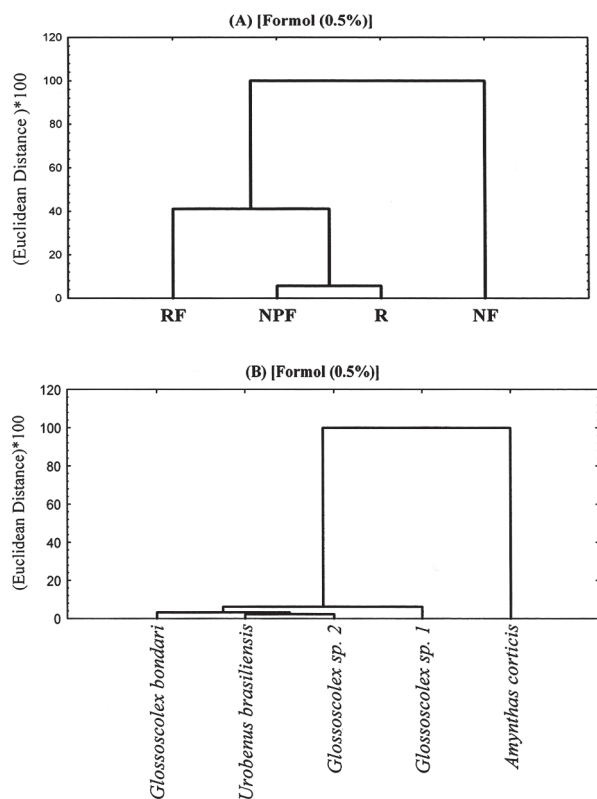 (A) [Formol (0.5%)]
(Euclidean Distance )*100
120
100
80
60
40
20
0
RF NPF R NF
(B) [Formol (0.5%)]
(Euclidean Distance)*100
120
100
80
60
40
20
0
Glossoscolex bondari
Urobenus brasiliensis
Glossoscolex sp. 2
Glossoscolex sp. 1
Amynthas corticis